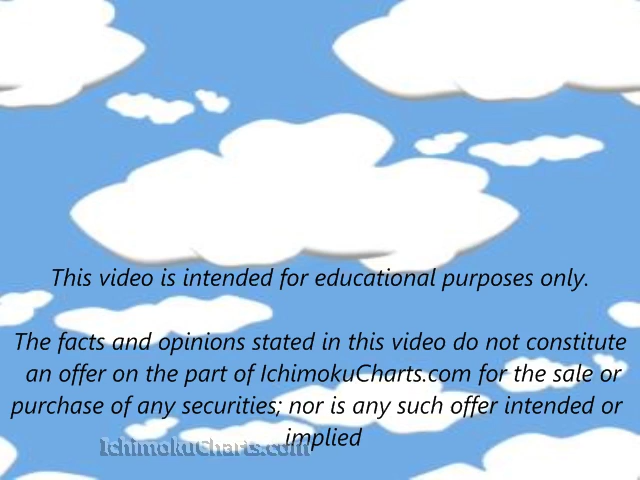 This video is intended for educational purposes only.
The facts and opinions stated in this video do not constitute
an offer on the part of IchimokuCharts.com for the sale or
purchase of any securities; nor is any such offer intended or
implied
IchimokuCharts.com